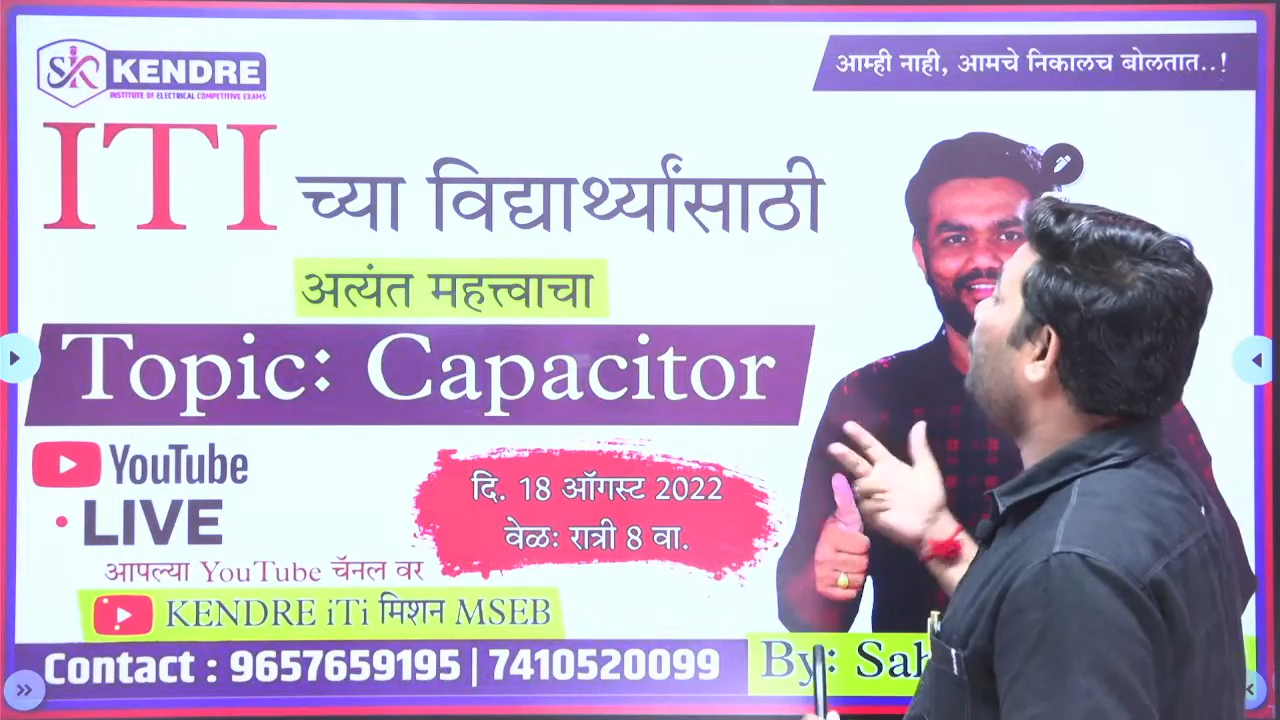 SK KENDRE
INSTITUTE OF ELECTRICAL COMPETITIVE EXAMS
आम्ही नाही, आमचे निकालच बोलतात..!
ITI च्या विद्यार्थ्यांसाठी
अत्यंत महत्त्वाचा
Topic: Capacitor
YouTube
LIVE
दि. 18 ऑगस्ट 2022
वेळः रात्री 8 वा.
आपल्या YouTube चॅनल वर
KENDRE iTi मिशन MSEB
Contact : 9657659195 | 7410520099
By: